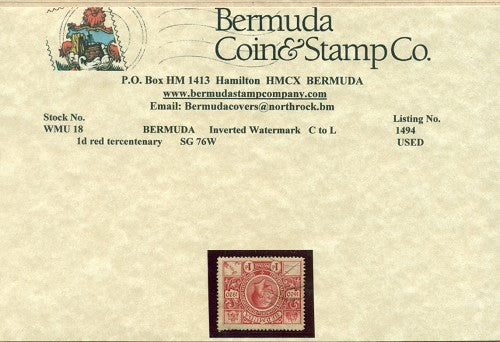 Bermuda
Coin & Stamp Co.
P.O. Box HM 1413 Hamilton HMCX BERMUDA
www.bermudastampcompany.com
Email: Bermudacovers@northrock.bm
Stock No. Listing No.
WMU 18 BERMUDA Inverted Watermark C to L 1494
1d red tercentenary SG 76W USED